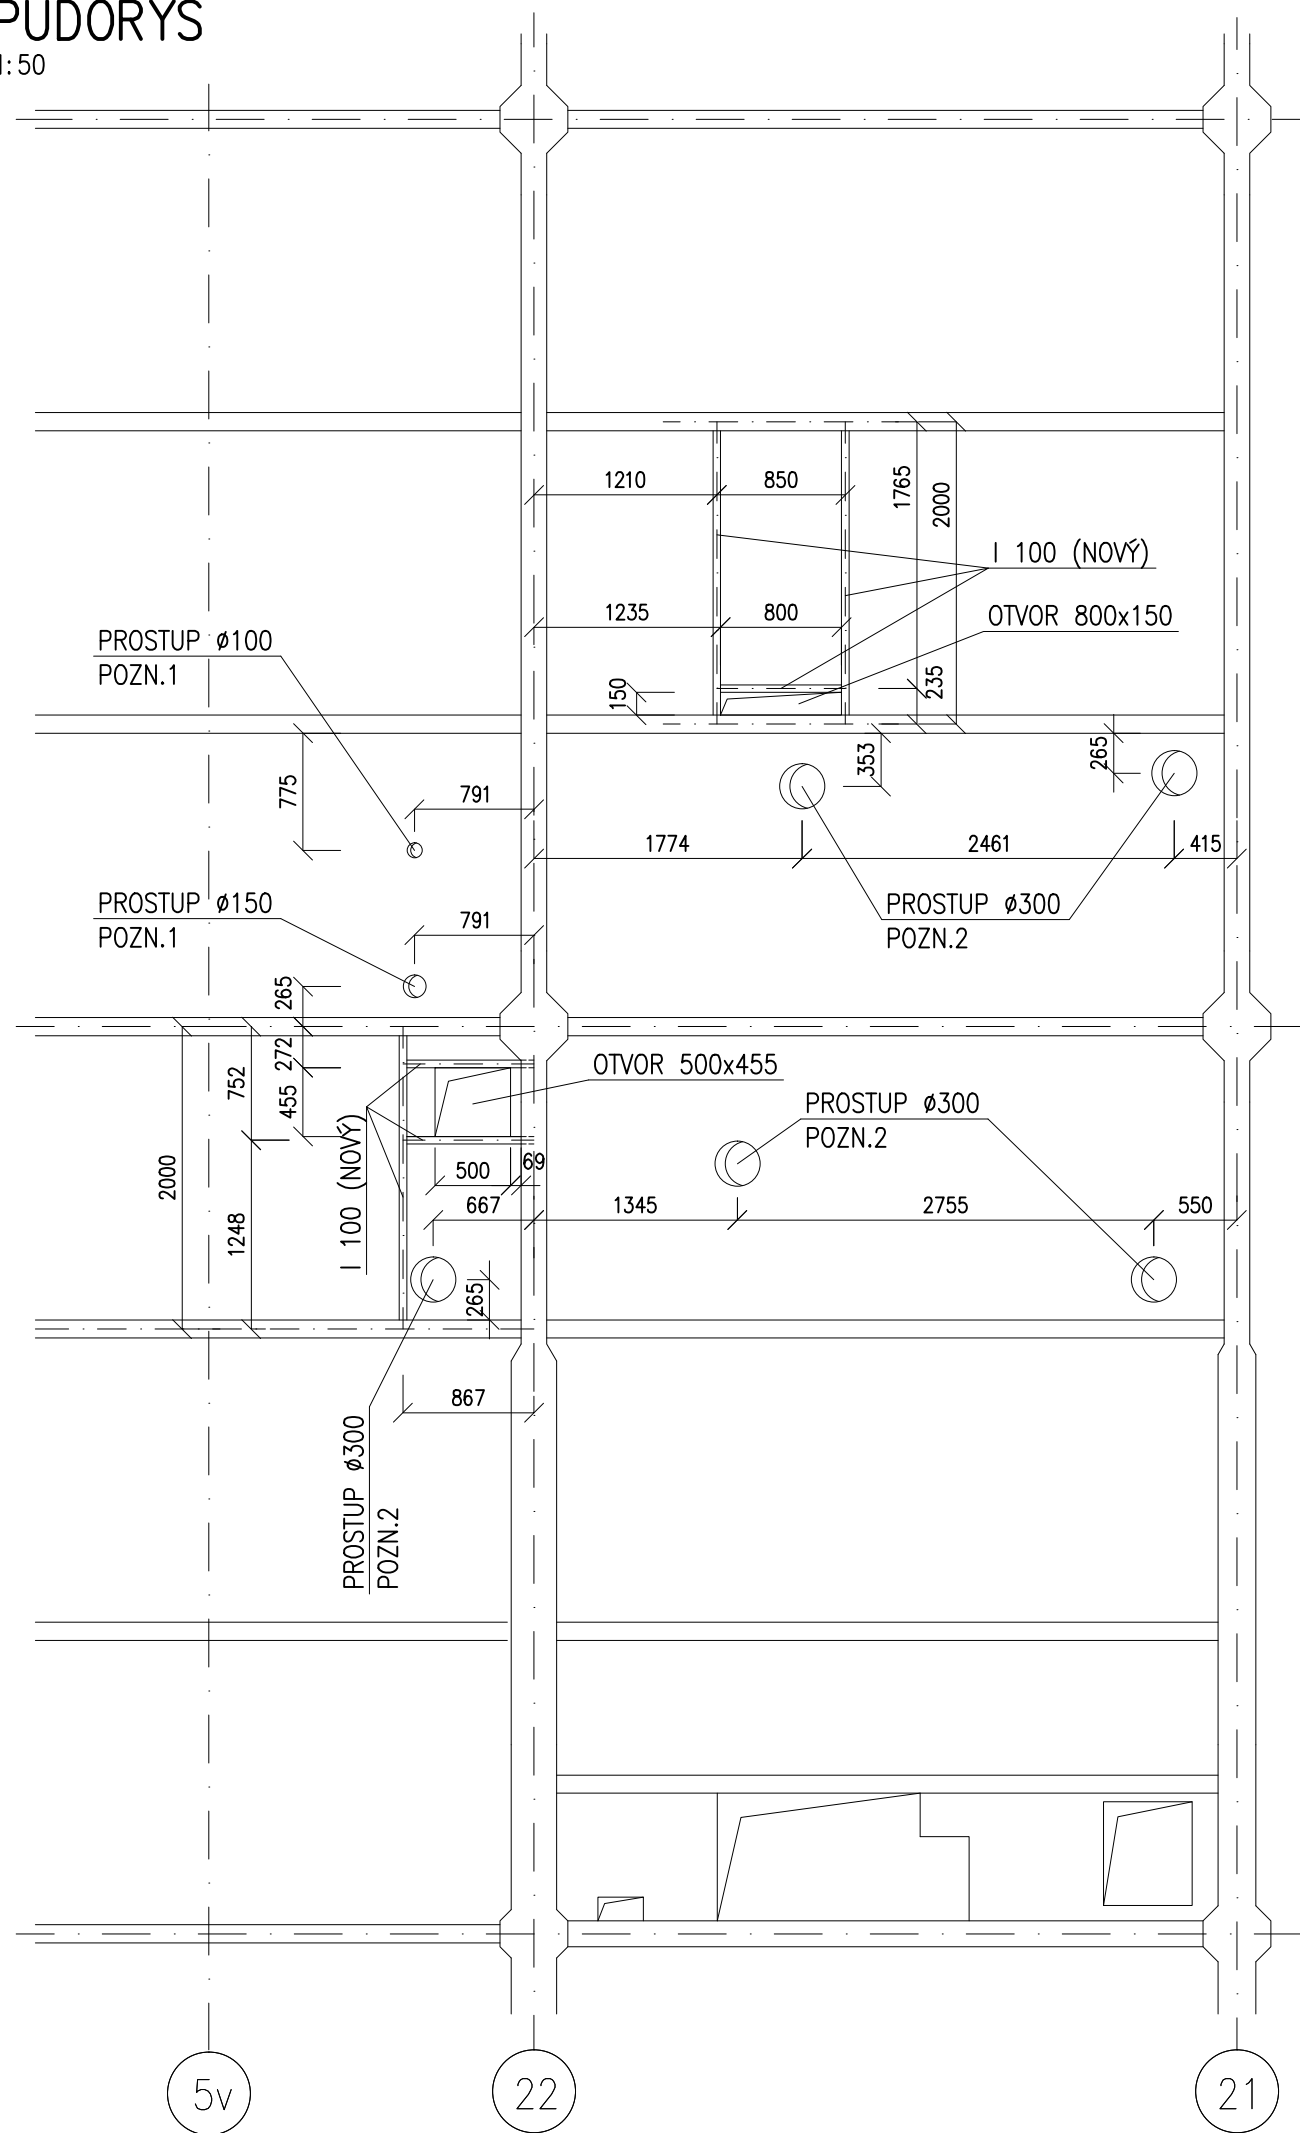 PUDORYS
1:50
1210
850
1765
2000
I 100 (NOVÝ)
1235
800
OTVOR 800x150
PROSTUP ø100
POZN.1
150
235
353
265
775
791
1774
2461
415
PROSTUP ø150
POZN.1
791
PROSTUP ø300
POZN.2
265
272
752
455
OTVOR 500x455
PROSTUP ø300
POZN.2
I 100 (NOVÝ)
2000
500
69
667
1345
2755
550
1248
265
867
PROSTUP ø300
POZN.2
5v
22
21